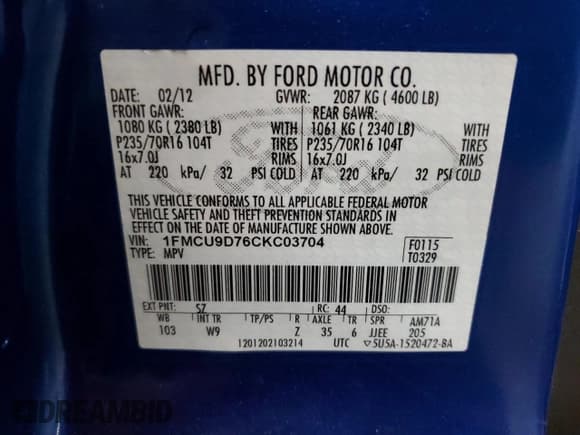 MFD. BY FORD MOTOR CO.
DATE: 02/12 GVWR: 2087 KG ( 4600 LB)
FRONT GAWR: REAR GAWR:
1080 KG ( 2380 LB) WITH 1061 KG ( 2340 LB) WITH
P235/70R16 104T TIRES P235/70R16 104T TIRES
16x7.0J RIMS 16x7.0J RIMS
AT 220 kPa/ 32 PSI COLD AT 220 kPa/ 32 PSI COLD
THIS VEHICLE CONFORMS TO ALL APPLICABLE FEDERAL MOTOR
VEHICLE SAFETY AND THEFT PREVENTION STANDARDS IN
EFFECT ON THE DATE OF MANUFACTURE SHOWN ABOVE.
VIN: 1FMCU9D76CKC03704 F0115
TYPE: MPV T0329
EXT PNT: SZ RC: 44 DSO:
WB INT TR TP/PS R AXLE TR SPR AM71A
103 W9 Z 35 6 JJEE 205
1201202103214 UTC ▽5U5A-1520472-BA
Ford
DREAMBID